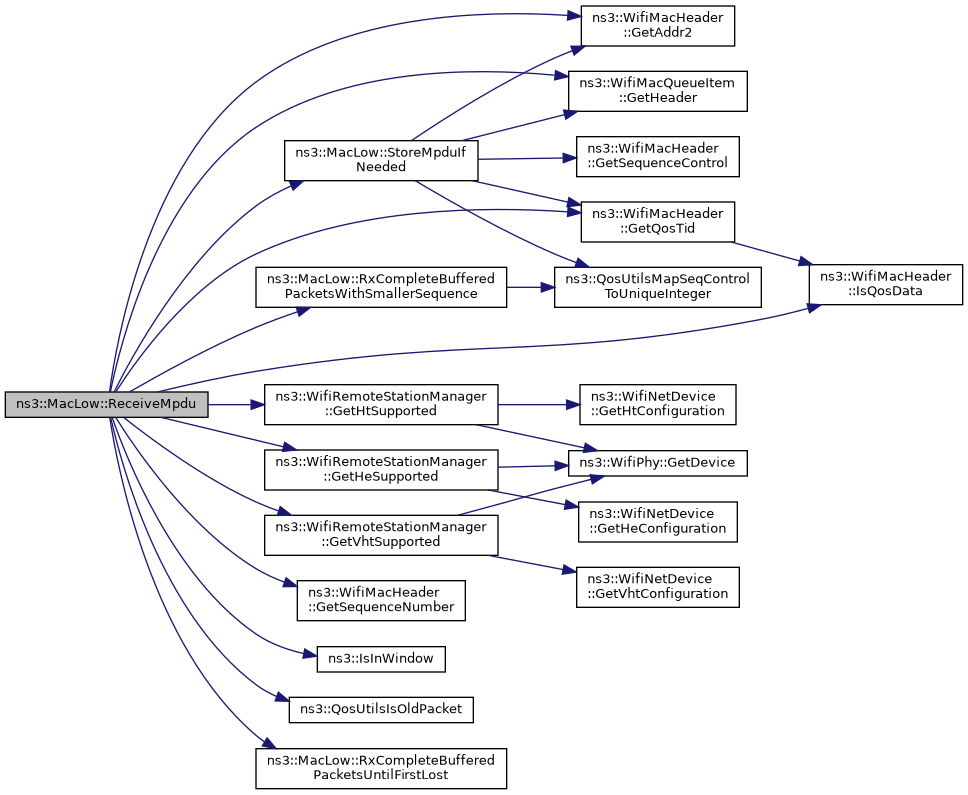 ns3::WifiMacHeader
::GetAddr2
ns3::WifiMacQueueItem
::GetHeader
ns3::MacLow::StoreMpduIf
Needed
ns3::WifiMacHeader
::GetSequenceControl
ns3::WifiMacHeader
::GetQosTid
ns3::MacLow::RxCompleteBuffered
PacketsWithSmallerSequence
ns3::QosUtilsMapSeqControl
ToUniqueInteger
ns3::WifiMacHeader
::IsQosData
ns3::MacLow::ReceiveMpdu
ns3::WifiRemoteStationManager
::GetHtSupported
ns3::WifiNetDevice
::GetHtConfiguration
ns3::WifiRemoteStationManager
::GetHeSupported
ns3::WifiPhy::GetDevice
ns3::WifiNetDevice
::GetHeConfiguration
ns3::WifiRemoteStationManager
::GetVhtSupported
ns3::WifiNetDevice
::GetVhtConfiguration
ns3::WifiMacHeader
::GetSequenceNumber
ns3::IsInWindow
ns3::QosUtilsIsOldPacket
ns3::MacLow::RxCompleteBuffered
PacketsUntilFirstLost